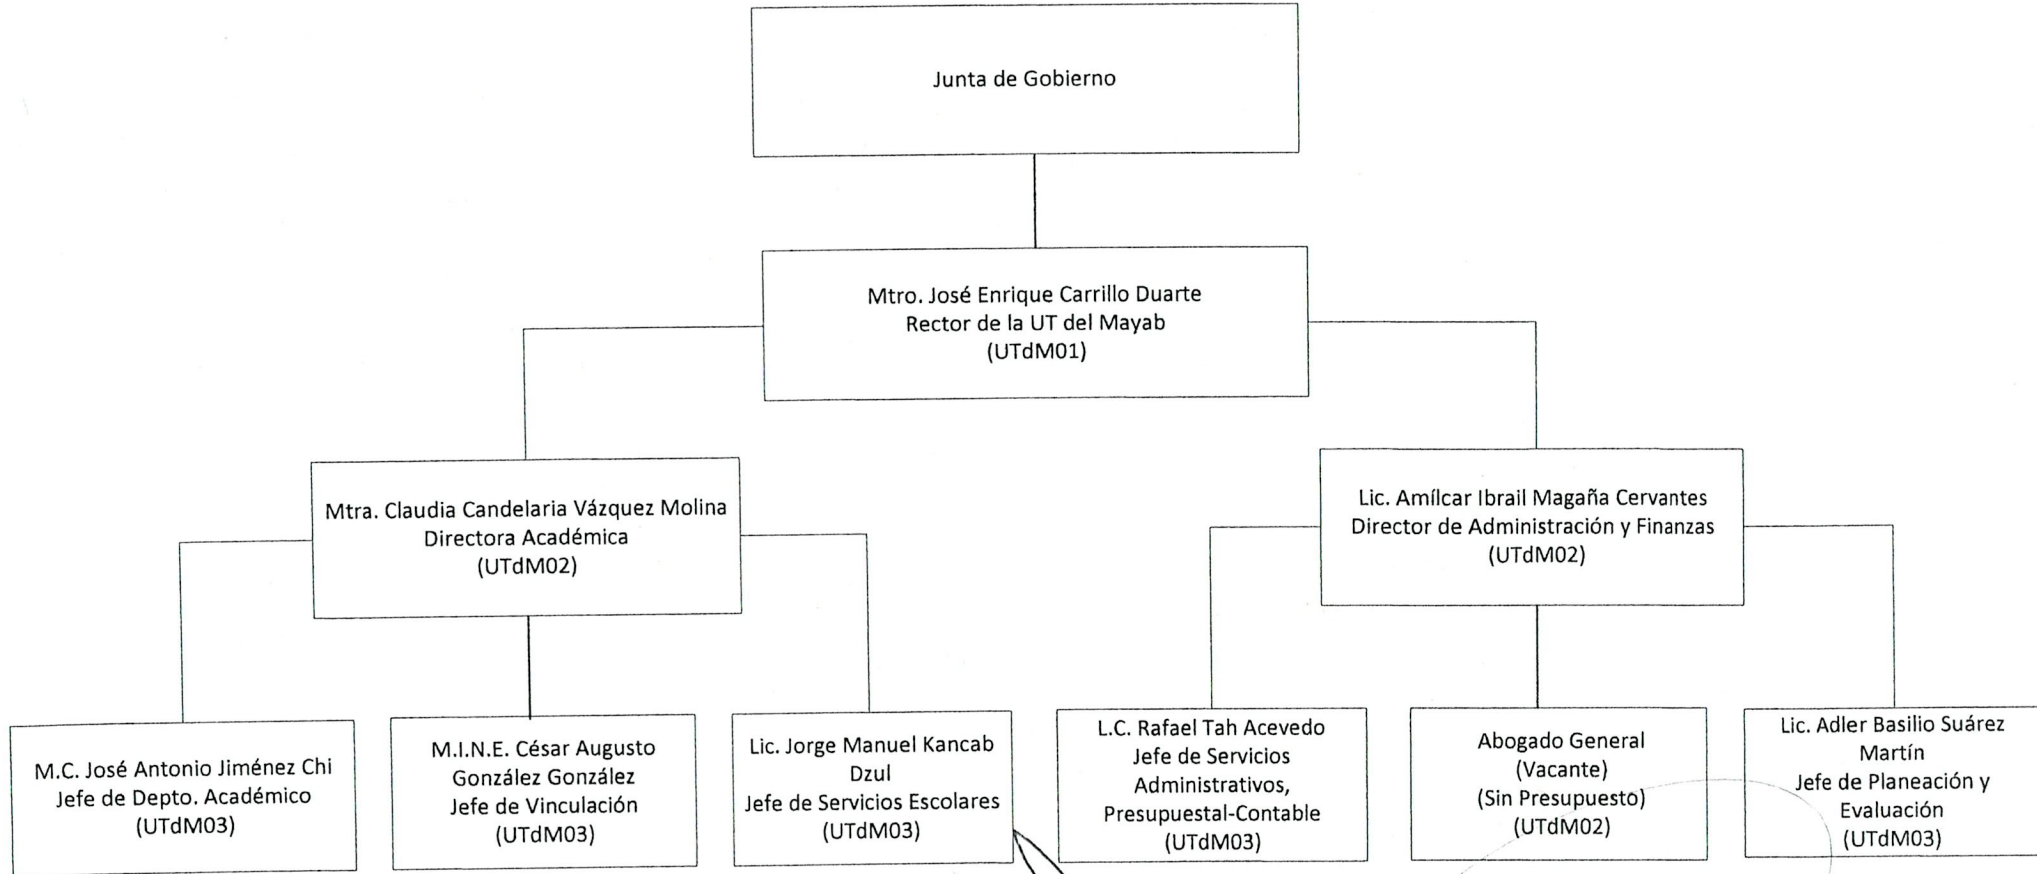 Junta de Gobierno
Mtro. José Enrique Carrillo Duarte
Rector de la UT del Mayab
(UTdM01)
Mtra. Claudia Candelaria Vázquez Molina
Directora Académica
(UTdM02)
Lic. Amílcar Ibrail Magaña Cervantes
Director de Administración y Finanzas
(UTdM02)
M.C. José Antonio Jiménez Chi
Jefe de Depto. Académico
(UTdM03)
M.I.N.E. César Augusto
González González
Jefe de Vinculación
(UTdM03)
Lic. Jorge Manuel Kancab
Dzul
Jefe de Servicios Escolares
(UTdM03)
L.C. Rafael Tah Acevedo
Jefe de Servicios
Administrativos,
Presupuestal-Contable
(UTdM03)
Abogado General
(Vacante)
(Sin Presupuesto)
(UTdM02)
Lic. Adler Basilio Suárez
Martín
Jefe de Planeación y
Evaluación
(UTdM03)